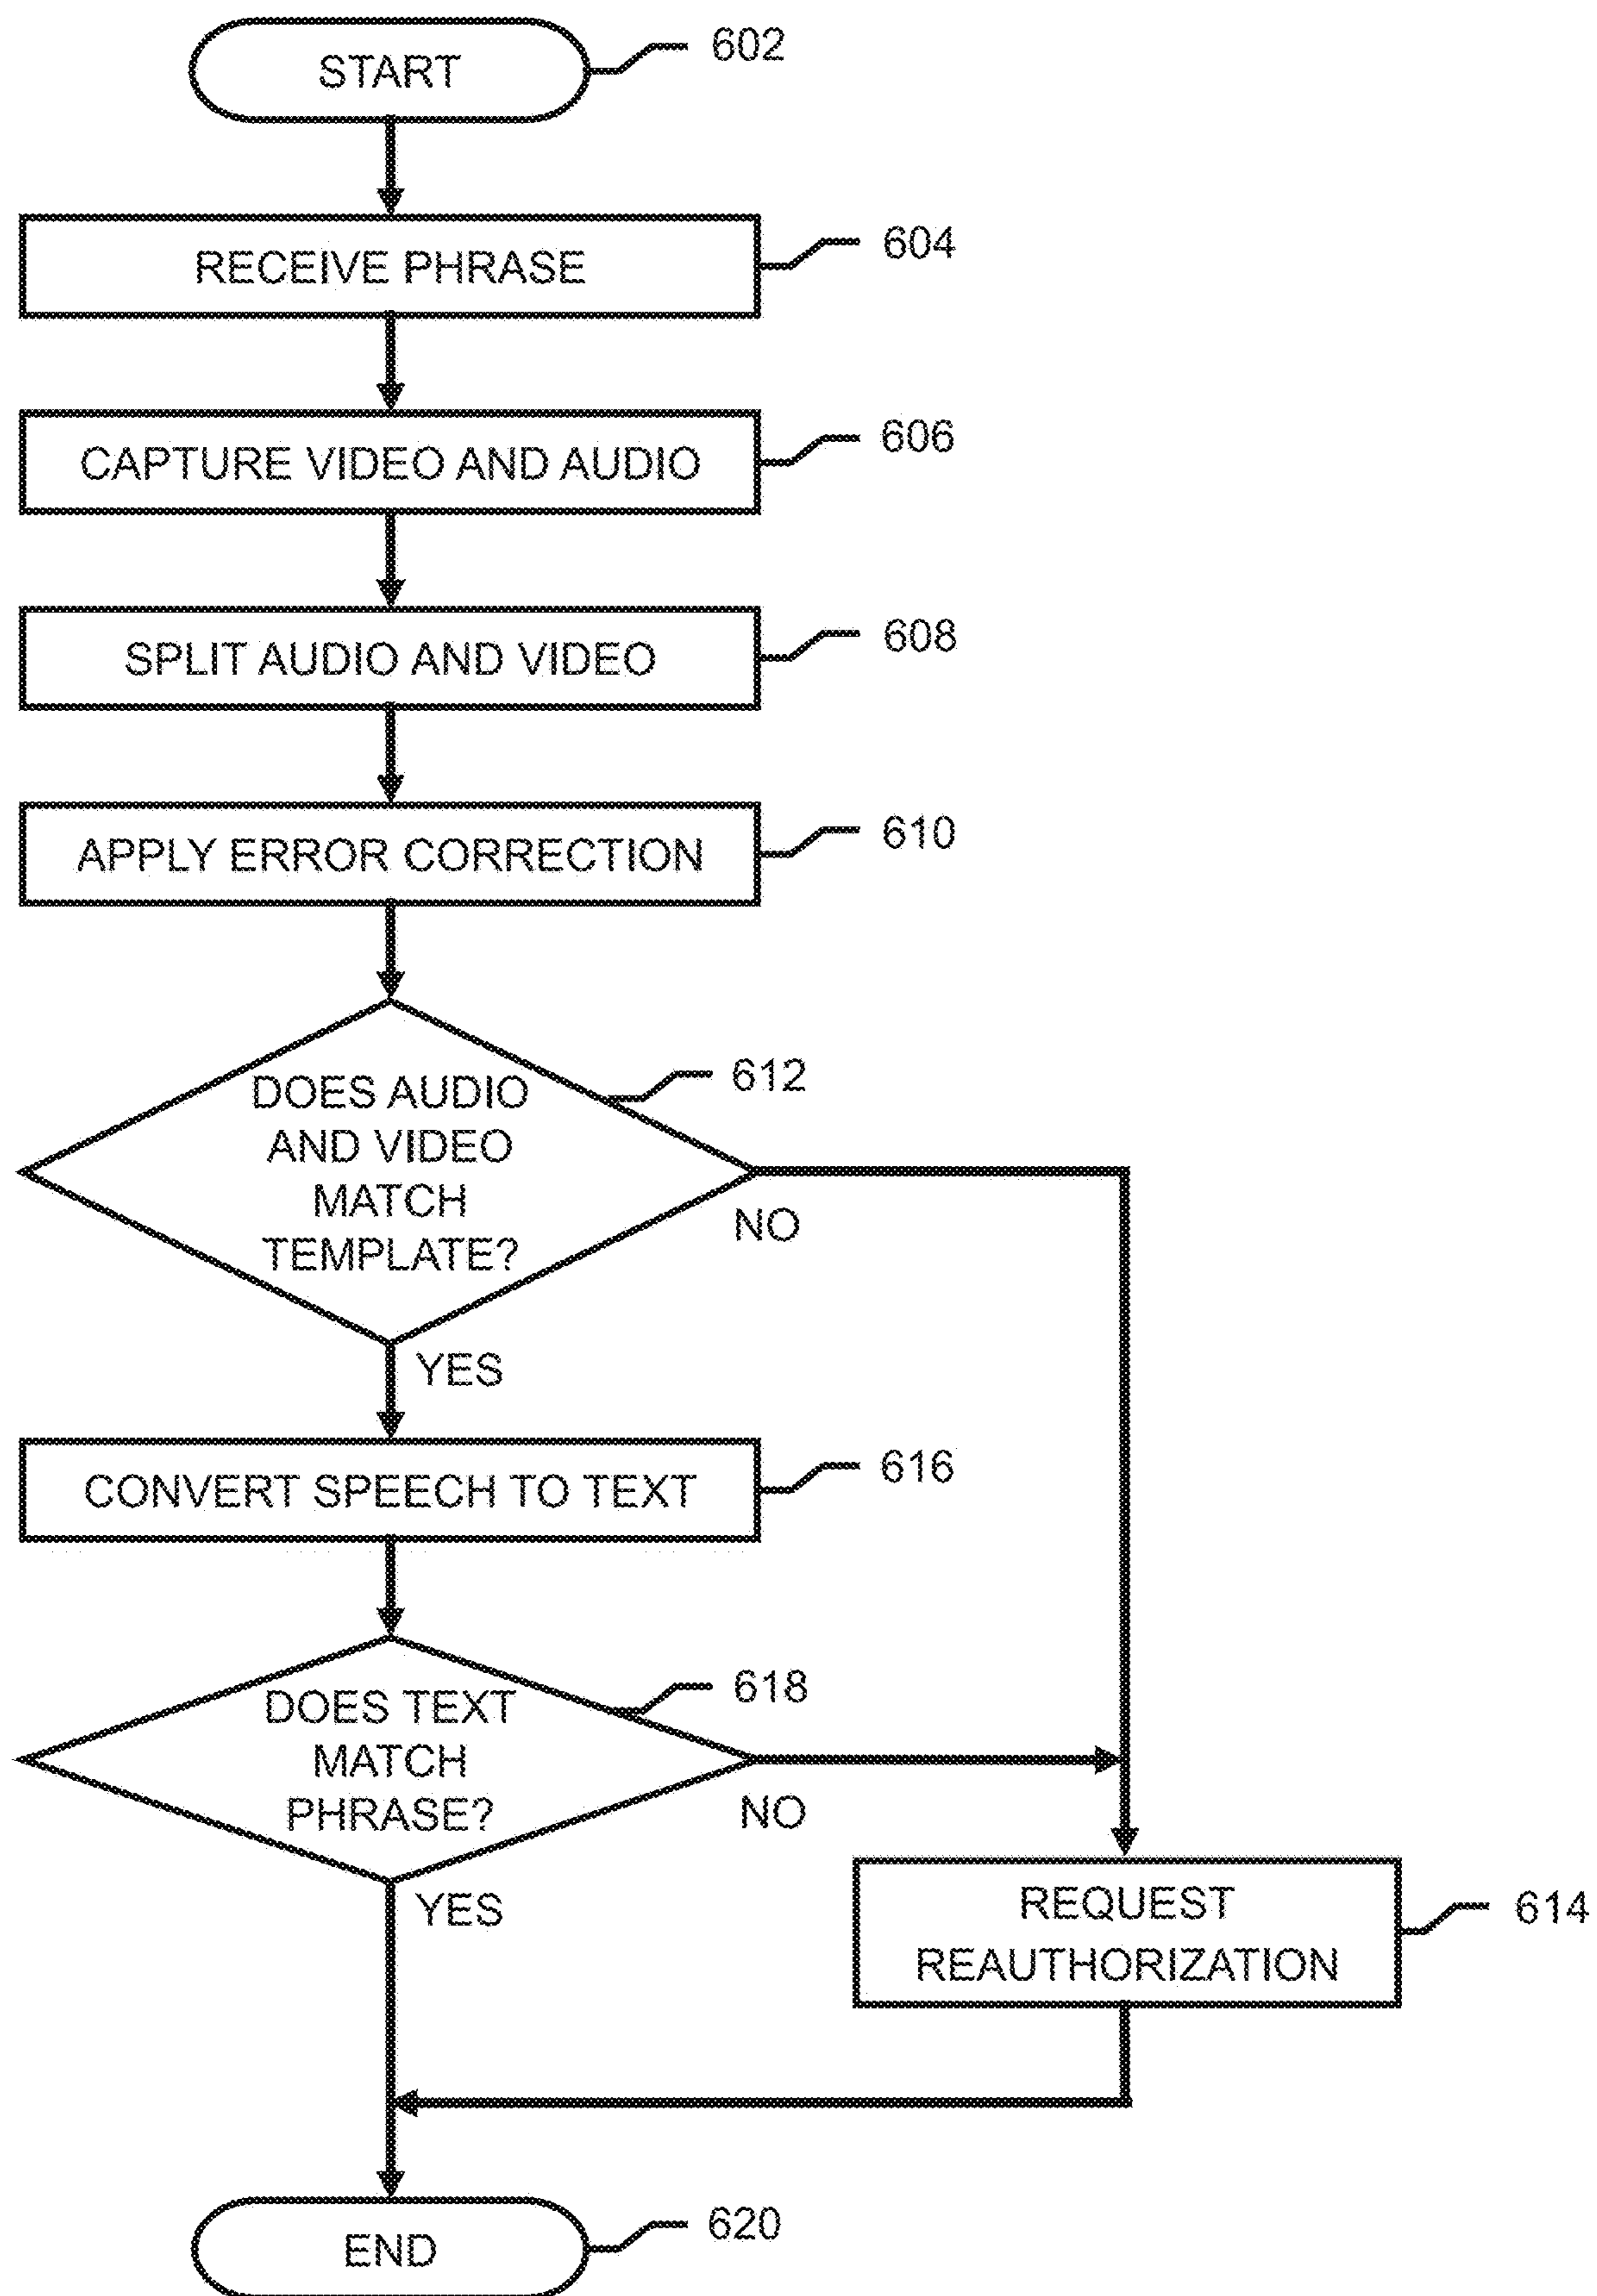 START
602
RECEIVE PHRASE
604
CAPTURE VIDEO AND AUDIO
606
SPLIT AUDIO AND VIDEO
608
APPLY ERROR CORRECTION
610
DOES AUDIO
AND VIDEO
MATCH
TEMPLATE?
612
NO
YES
CONVERT SPEECH TO TEXT
616
DOES TEXT
MATCH
PHRASE?
618
NO
YES
REQUEST
REAUTHORIZATION
614
END
620